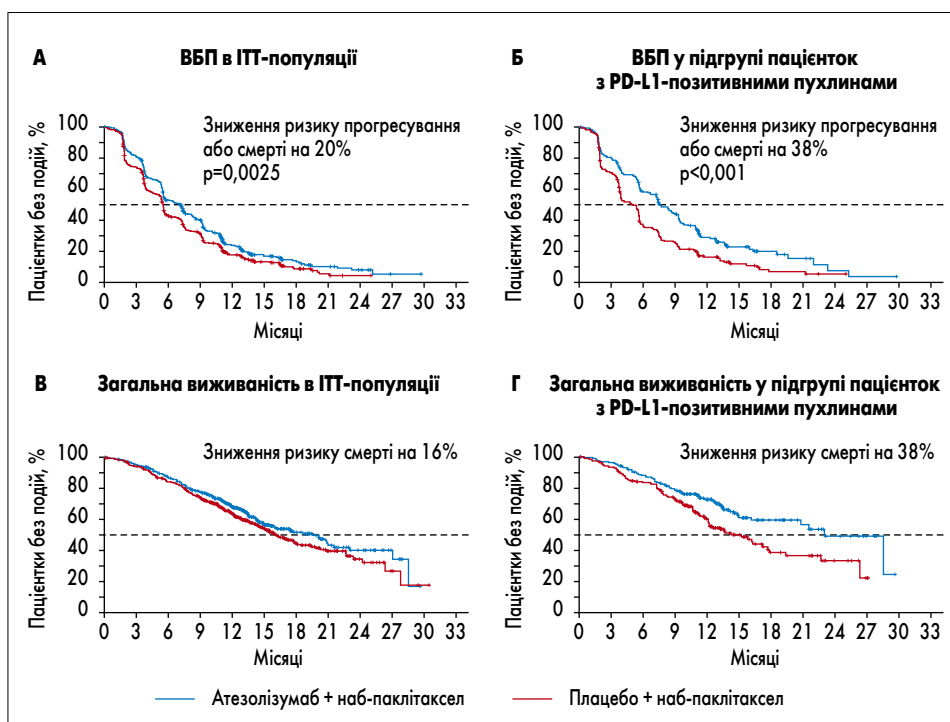 А ВБП в ІТТ-популяції
Пацієнтки без подій, %
100
80
60
40
20
0
Зниження ризику прогресування
або смерті на 20%
p=0,0025
0 3 6 9 12 15 18 21 24 27 30 33
Місяці
Б ВБП у підгрупі пацієнток
з PD-L1-позитивними пухлинами
Пацієнтки без подій, %
100
80
60
40
20
0
Зниження ризику прогресування
або смерті на 38%
p<0,001
0 3 6 9 12 15 18 21 24 27 30 33
Місяці
В Загальна виживаність в ІТТ-популяції
Пацієнтки без подій, %
100
80
60
40
20
0
Зниження ризику смерті на 16%
0 3 6 9 12 15 18 21 24 27 30 33
Місяці
Г Загальна виживаність у підгрупі пацієнток
з PD-L1-позитивними пухлинами
Пацієнтки без подій, %
100
80
60
40
20
0
Зниження ризику смерті на 38%
0 3 6 9 12 15 18 21 24 27 30 33
Місяці
Атезолізумаб + наб-паклітаксел
Плацебо + наб-паклітаксел